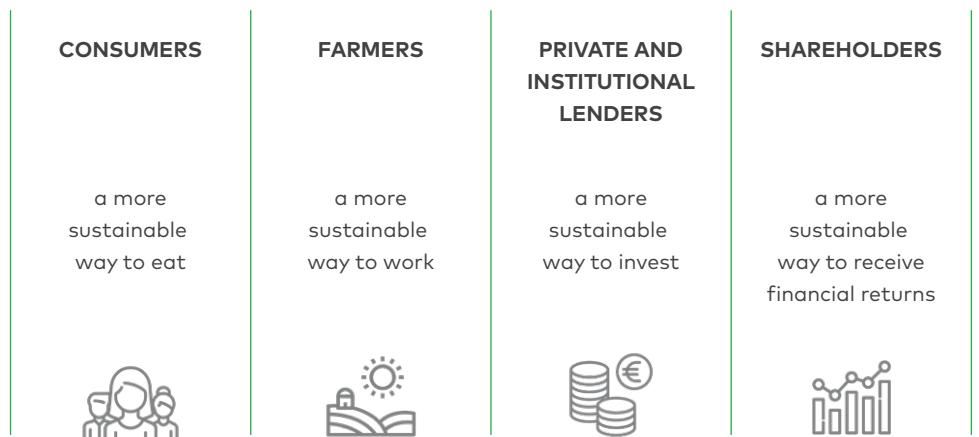 CONSUMERS
a more
sustainable
way to eat
FARMERS
a more
sustainable
way to work
PRIVATE AND
INSTITUTIONAL
LENDERS
a more
sustainable
way to invest
€
SHAREHOLDERS
a more
sustainable
way to receive
financial returns